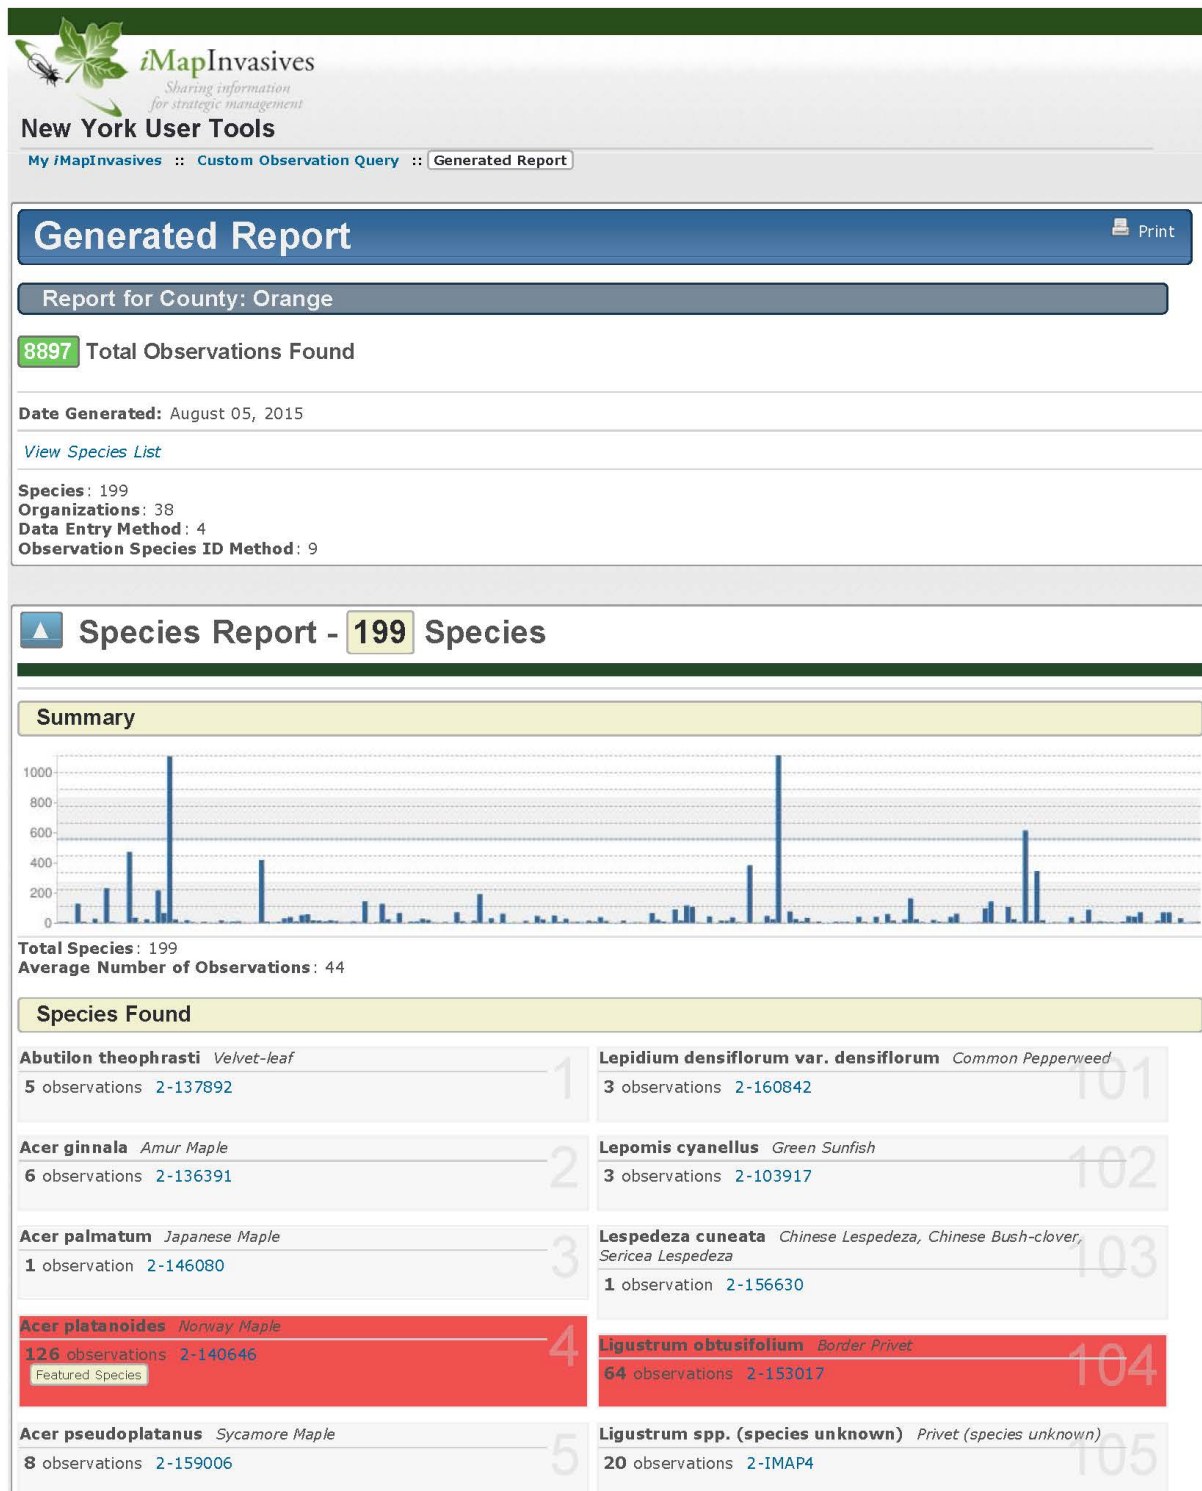 iMapInvasives
Sharing information
for strategic management
New York User Tools
My iMapInvasives :: Custom Observation Query :: Generated Report
Generated Report
Print
Report for County: Orange
8897 Total Observations Found
Date Generated: August 05, 2015
View Species List
Species: 199
Organizations: 38
Data Entry Method: 4
Observation Species ID Method: 9
Species Report - 199 Species
Summary
1000
800
600
400
200
0
Total Species: 199
Average Number of Observations: 44
Species Found
Abutilon theophrasti Velvet-leaf
5 observations 2-137892
1
Acer ginnala Amur Maple
6 observations 2-136391
2
Acer palmatum Japanese Maple
1 observation 2-146080
3
Acer platanoides Norway Maple
126 observations 2-140646
Featured Species
4
Acer pseudoplatanus Sycamore Maple
8 observations 2-159006
5
Lepidium densiflorum var. densiflorum Common Pepperweed
3 observations 2-160842
101
Lepomis cyanellus Green Sunfish
3 observations 2-103917
102
Lespedeza cuneata Chinese Lespedeza, Chinese Bush-clover,
Sericea Lespedeza
1 observation 2-156630
103
Ligustrum obtusifolium Border Privet
64 observations 2-153017
104
Ligustrum spp. (species unknown) Privet (species unknown)
20 observations 2-IMAP4
105